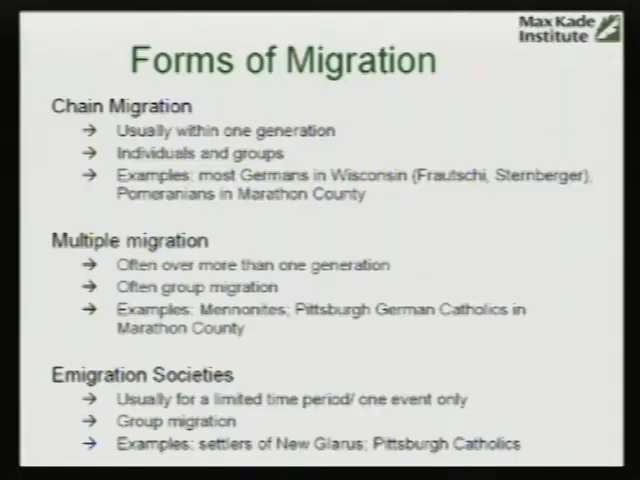 Max Kade
Institute
Forms of Migration
Chain Migration
→ Usually within one generation
→ Individuals and groups
→ Examples: most Germans in Wisconsin (Frautschi, Sternberger),
Pomeranians in Marathon County
Multiple migration
→ Often over more than one generation
→ Often group migration
→ Examples: Mennonites; Pittsburgh German Catholics in
Marathon County
Emigration Societies
→ Usually for a limited time period/ one event only
→ Group migration
→ Examples: settlers of New Glarus; Pittsburgh Catholics